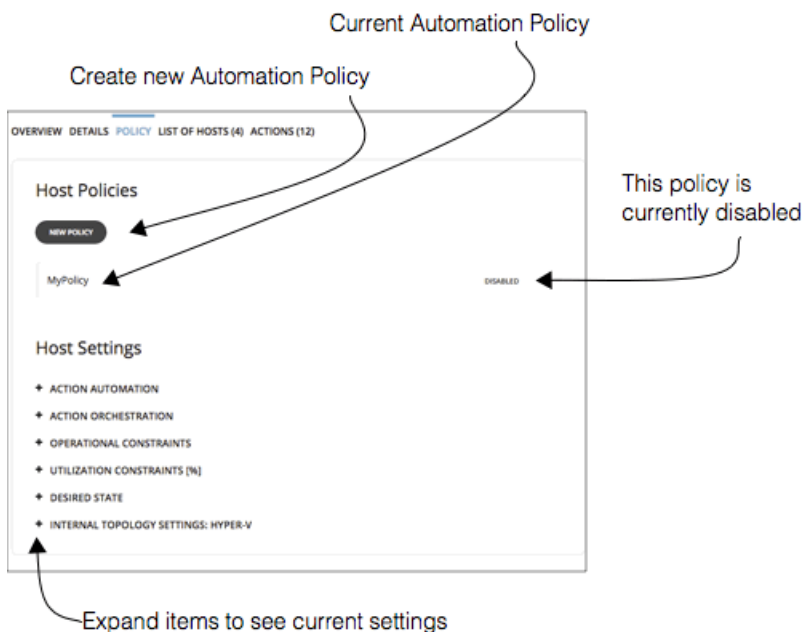 Current Automation Policy
Create new Automation Policy
OVERVIEW DETAILS POLICY LIST OF HOSTS (4) ACTIONS (12)
Host Policies
NEW POLICY
This policy is
currently disabled
MyPolicy
DISABLED
Host Settings
+ ACTION AUTOMATION
+ ACTION ORCHESTRATION
+ OPERATIONAL CONSTRAINTS
+ UTILIZATION CONSTRAINTS [%]
+ DESIRED STATE
+ INTERNAL TOPOLOGY SETTINGS: HYPER-V
Expand items to see current settings